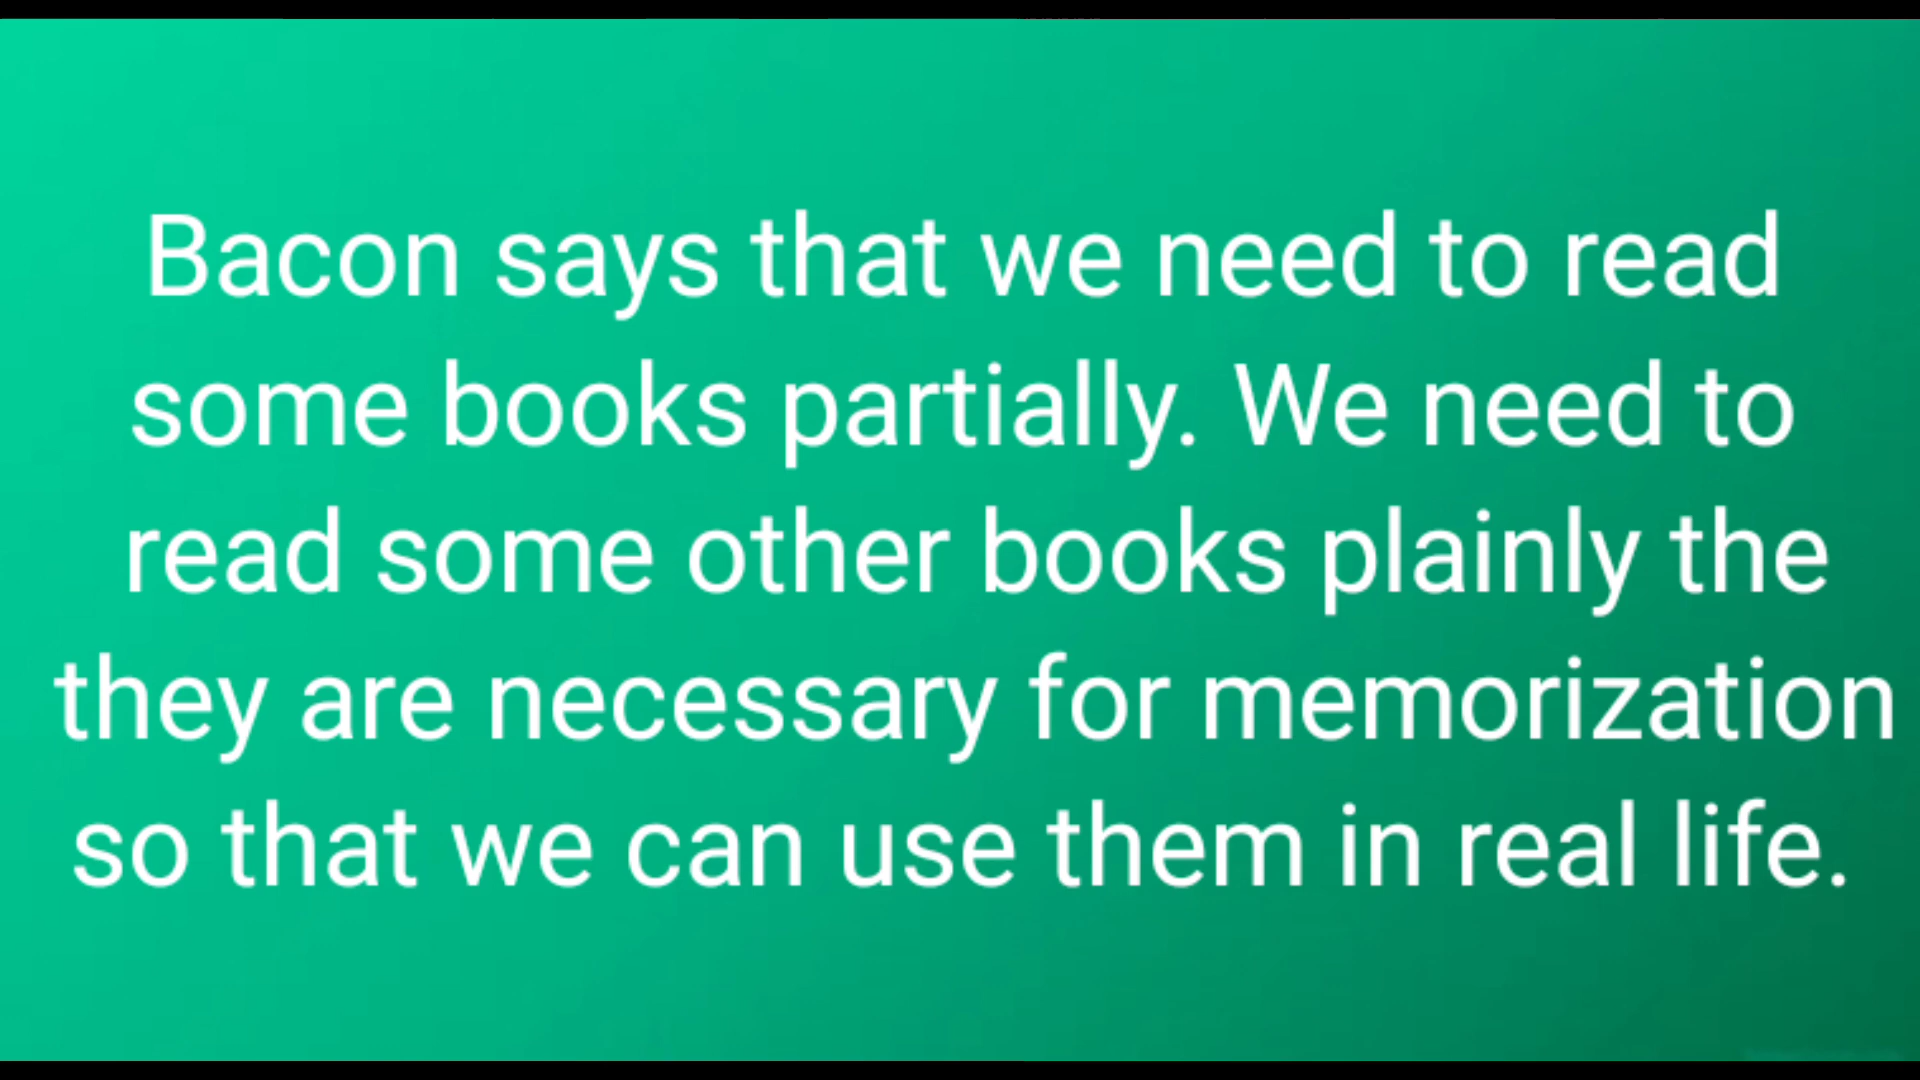 Bacon says that we need to read
some books partially. We need to
read some other books plainly the
they are necessary for memorization
so that we can use them in real life.